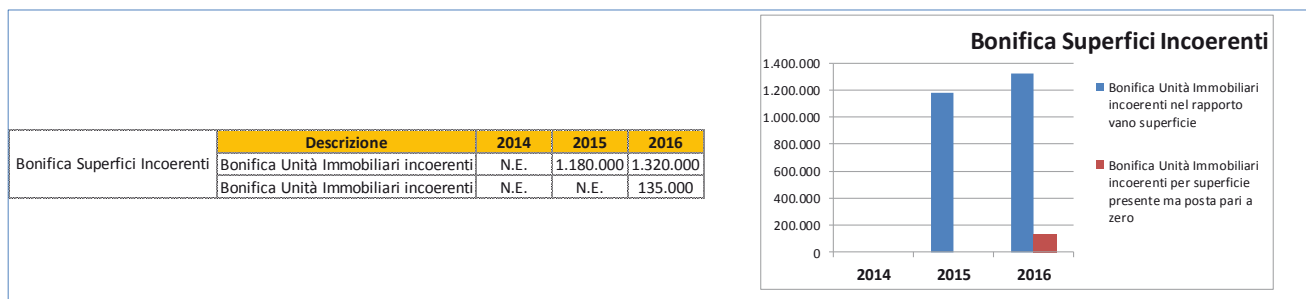 Descrizione 2014 2015 2016
Bonifica Superfici Incoerenti Bonifica Unità Immobiliari incoerenti N.E. 1.180.000 1.320.000
Bonifica Unità Immobiliari incoerenti N.E. N.E. 135.000
Bonifica Superfici Incoerenti
1.400.000
1.200.000
1.000.000
800.000
600.000
400.000
200.000
0
2014 2015 2016
Bonifica Unità Immobiliari
incoerenti nel rapporto
vano superficie
Bonifica Unità Immobiliari
incoerenti per superficie
presente ma posta pari a
zero